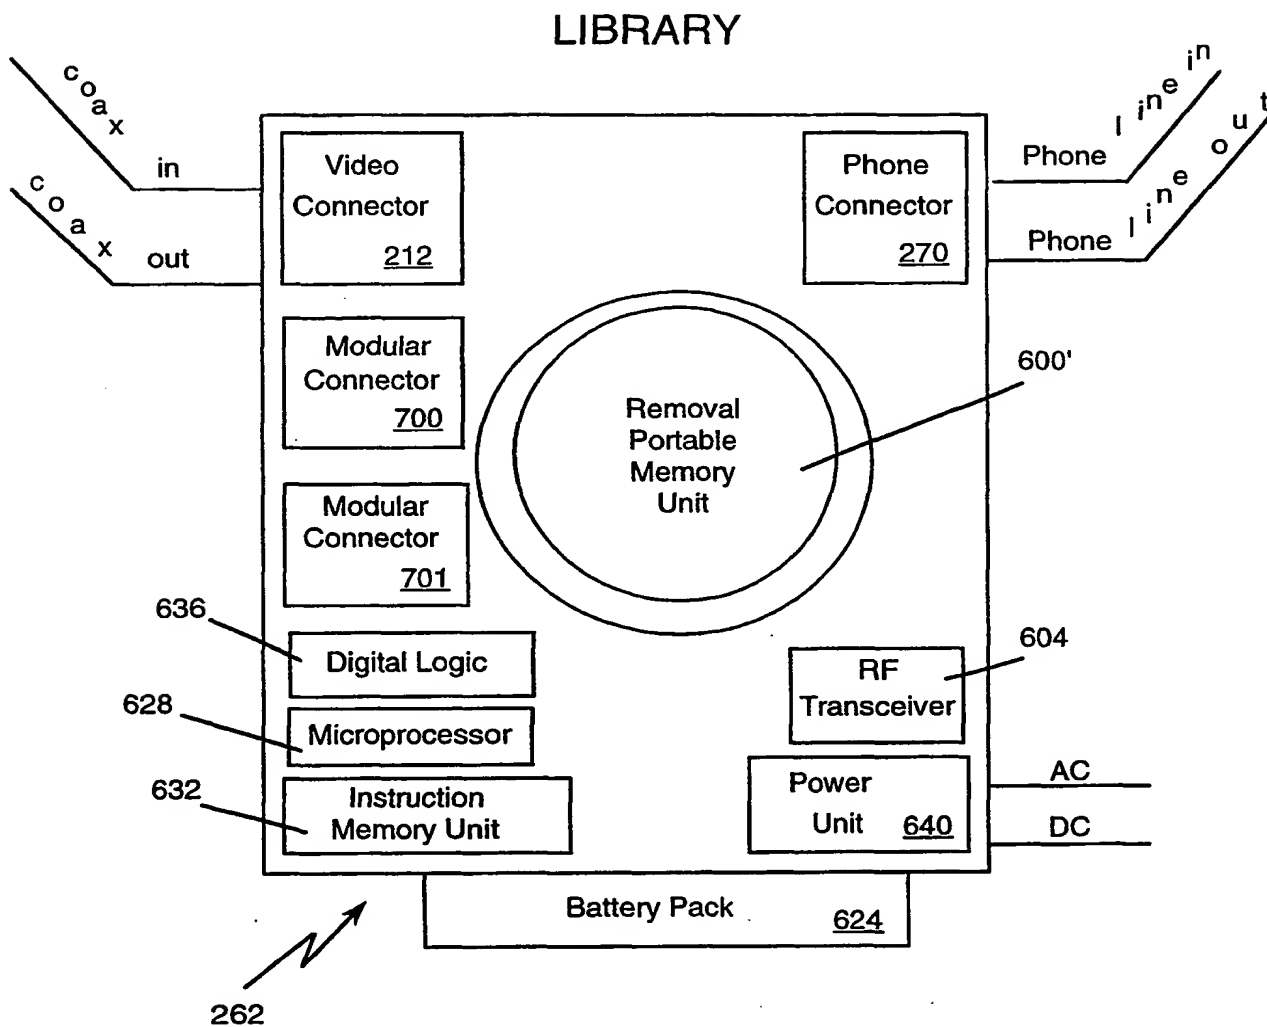 LIBRARY
coax in
coax out
Video
Connector
212
Phone
Connector
270
Phone line in
Phone line out
Modular
Connector
700
Removal
Portable
Memory
Unit
600'
Modular
Connector
701
636
Digital Logic
628
Microprocessor
632
Instruction
Memory Unit
RF
Transceiver
604
Power
Unit
640
AC
DC
Battery Pack
624
262